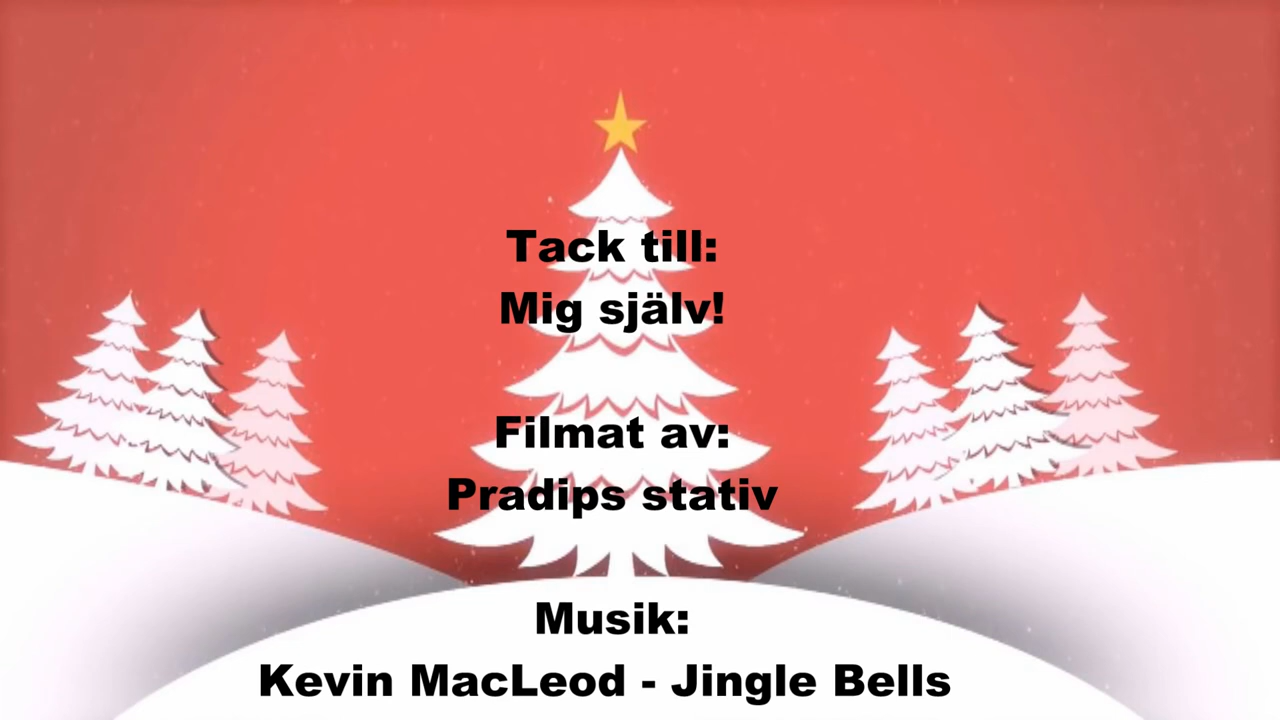 Tack till:
Mig själv!
Filmat av:
Pradips stativ
Musik:
Kevin MacLeod - Jingle Bells